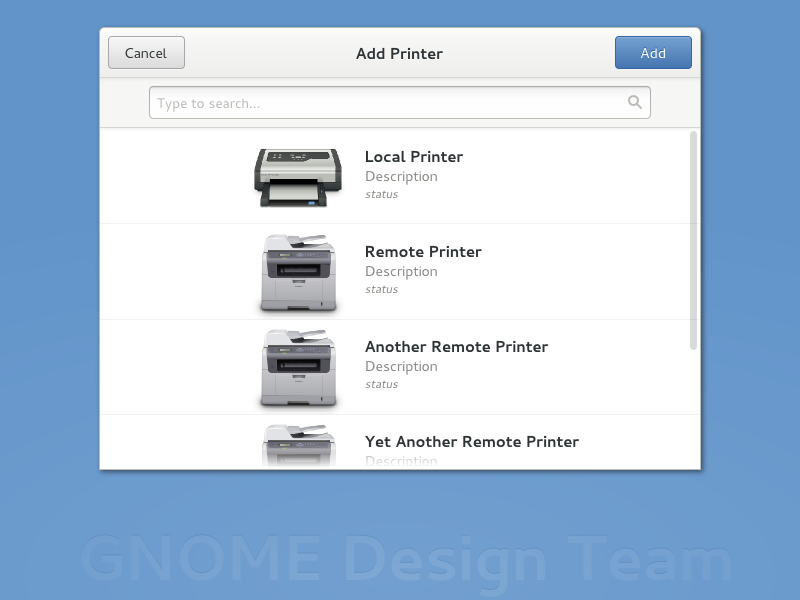 Cancel
Add Printer
Add
Type to search...
Local Printer
Description
status
Remote Printer
Description
status
Another Remote Printer
Description
status
Yet Another Remote Printer
Description
GNOME Design Team